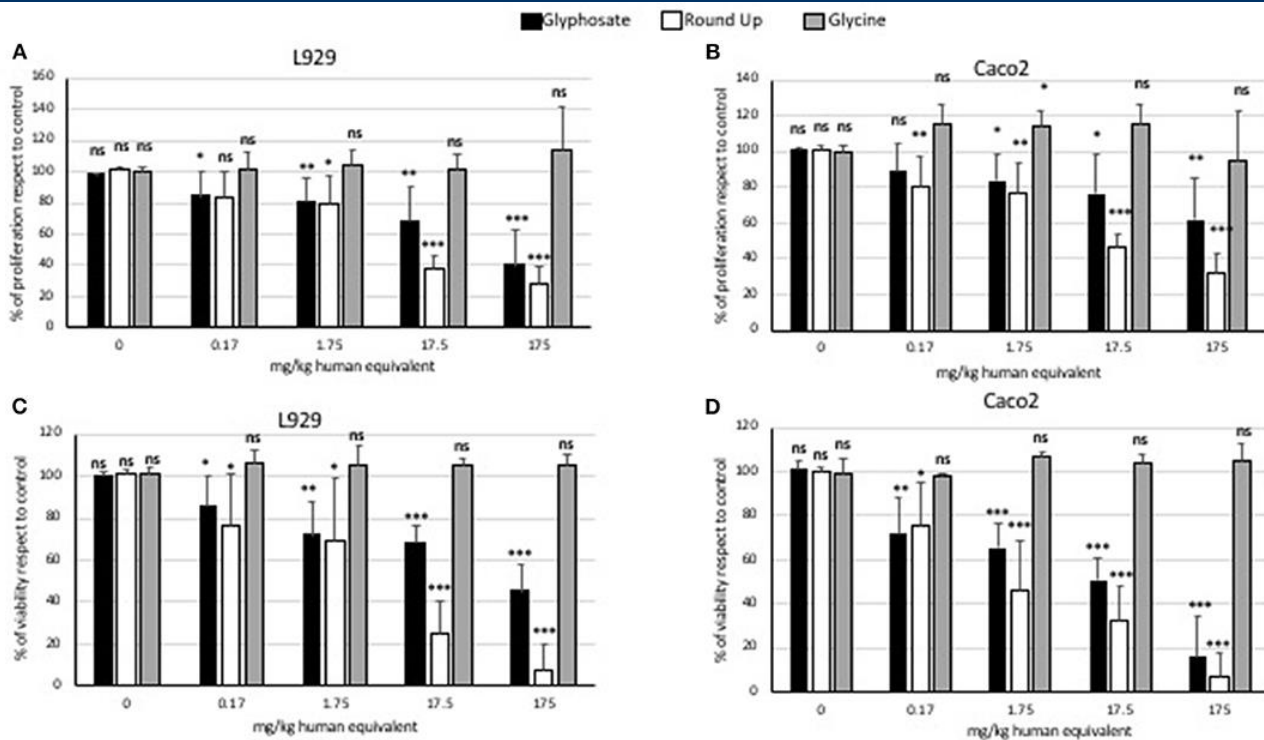 Glyphosate Round Up Glycine
A
L929
% of proliferation respect to control
160
140
120
100
80
60
40
20
0
ns ns ns
* ns ns
** * ns
** *** ns
*** *** ns
0 0.17 1.75 17.5 175
mg/kg human equivalent
B
Caco2
% of proliferation respect to control
140
120
100
80
60
40
20
0
ns ns ns
ns ** ns
* ** *
* *** ns
** *** ns
0 0.17 1.75 17.5 175
mg/kg human equivalent
C
L929
% of viability respect to control
120
100
80
60
40
20
0
ns ns ns
* * ns
** * ns
*** *** ns
*** *** ns
0 0.17 1.75 17.5 175
mg/kg human equivalent
D
Caco2
% of viability respect to control
120
100
80
60
40
20
0
ns ns ns
** * ns
*** *** ns
*** *** ns
*** *** ns
0 0.17 1.75 17.5 175
mg/kg human equivalent